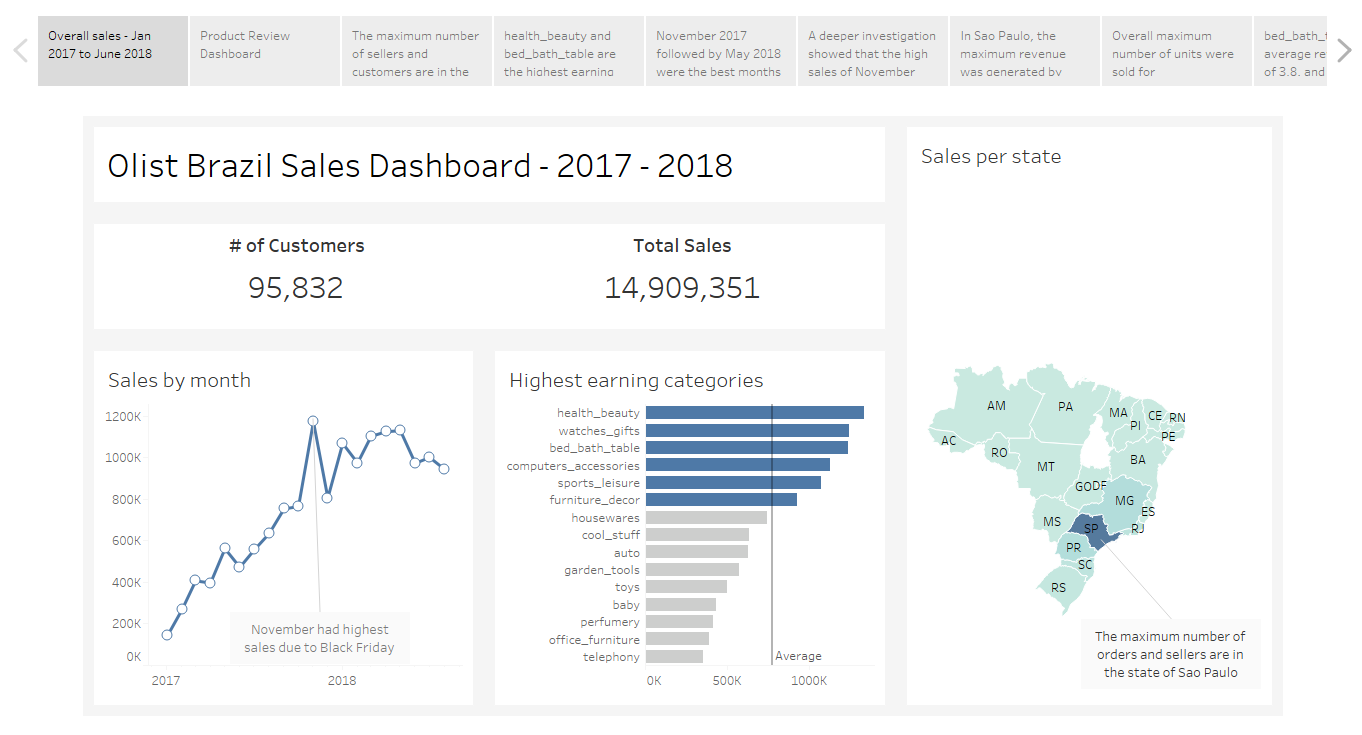 Overall sales - Jan
2017 to June 2018
Product Review
Dashboard
The maximum number
of sellers and
customers are in the
health_beauty and
bed_bath_table are
the highest earning
November 2017
followed by May 2018
were the best months
A deeper investigation
showed that the high
sales of November
In Sao Paulo, the
maximum revenue
was generated by
Overall maximum
number of units were
sold for
bed_bath_t
average re
of 3.8. and
Olist Brazil Sales Dashboard - 2017 - 2018
# of Customers
95,832
Total Sales
14,909,351
Sales by month
1200K
1000K
800K
600K
400K
200K
0K
2017
2018
November had highest
sales due to Black Friday
Highest earning categories
health_beauty
watches_gifts
bed_bath_table
computers_accessories
sports_leisure
furniture_decor
housewares
cool_stuff
auto
garden_tools
toys
baby
perfumery
office_furniture
telephony
Average
0K
500K
1000K
Sales per state
AM
PA
MA
CE
RN
PI
PE
AC
RO
BA
MT
GO
DF
MG
ES
MS
SP
RJ
PR
SC
RS
The maximum number of
orders and sellers are in
the state of Sao Paulo